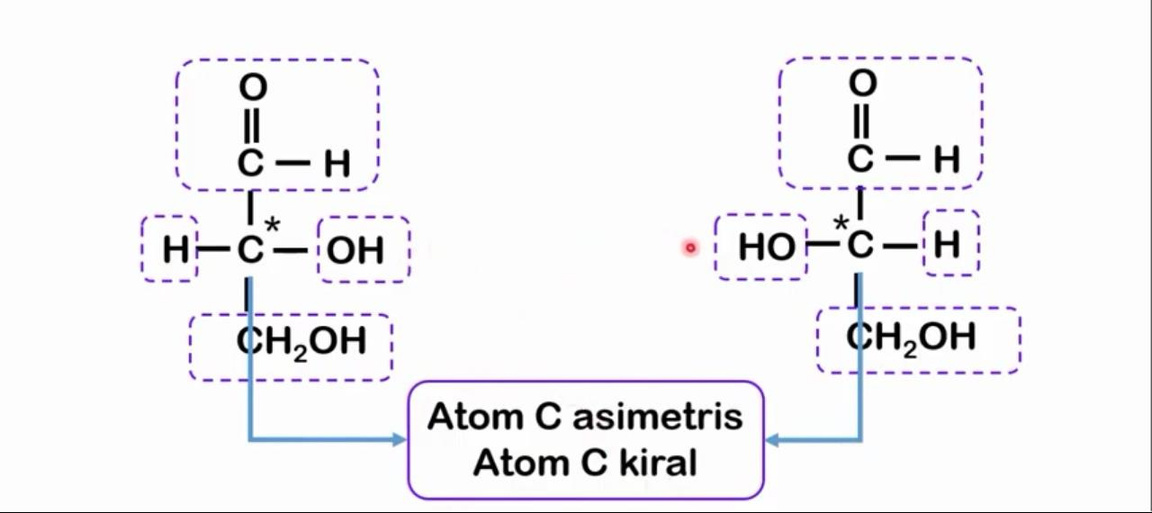 O
||
C — H
|
H — C* — OH
|
CH₂OH
O
||
C — H
|
HO — C* — H
|
CH₂OH
Atom C asimetris
Atom C kiral